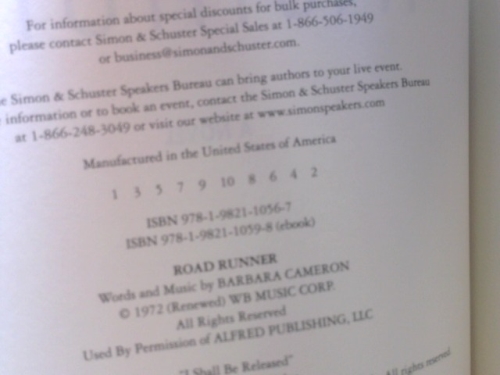 For information about special discounts for bulk purchases,
please contact Simon & Schuster Special Sales at 1-866-506-1949
or business@simonandschuster.com.
e Simon & Schuster Speakers Bureau can bring authors to your live event.
information or to book an event, contact the Simon & Schuster Speakers Bureau
at 1-866-248-3049 or visit our website at www.simonspeakers.com
Manufactured in the United States of America
1 3 5 7 9 10 8 6 4 2
ISBN 978-1-9821-1056-7
ISBN 978-1-9821-1059-8 (ebook)
ROAD RUNNER
Words and Music by BARBARA CAMERON
© 1972 (Renewed) WB MUSIC CORP.
All Rights Reserved
Used By Permission of ALFRED PUBLISHING, LLC
"I Shall Be Released"
All rights